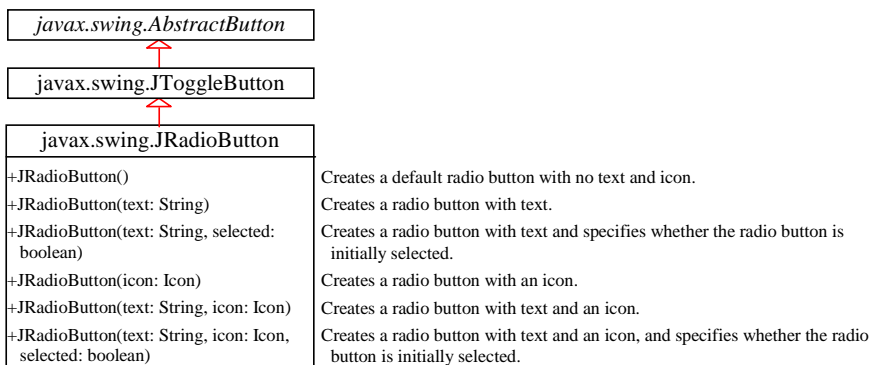 javax.swing.AbstractButton
javax.swing.JToggleButton
javax.swing.JRadioButton
+JRadioButton()
Creates a default radio button with no text and icon.
+JRadioButton(text: String)
Creates a radio button with text.
+JRadioButton(text: String, selected:
boolean)
Creates a radio button with text and specifies whether the radio button is
initially selected.
+JRadioButton(icon: Icon)
Creates a radio button with an icon.
+JRadioButton(text: String, icon: Icon)
Creates a radio button with text and an icon.
+JRadioButton(text: String, icon: Icon,
selected: boolean)
Creates a radio button with text and an icon, and specifies whether the radio
button is initially selected.